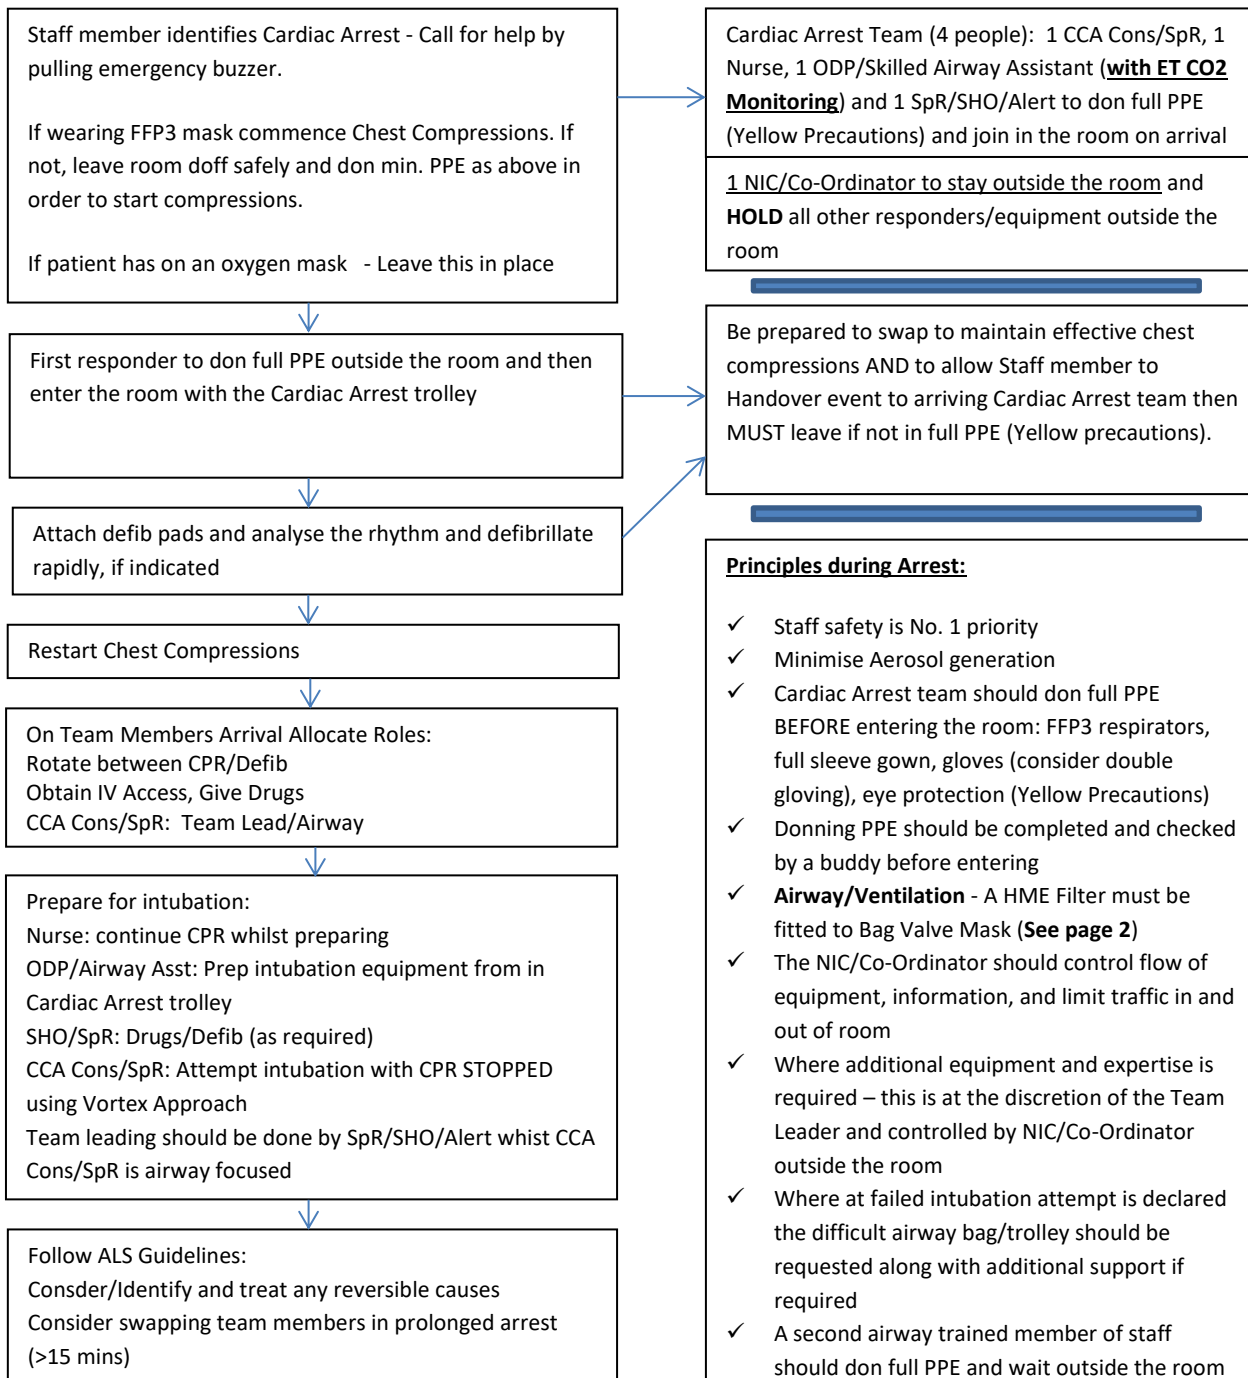 Staff member identifies Cardiac Arrest - Call for help by
pulling emergency buzzer.
If wearing FFP3 mask commence Chest Compressions. If
not, leave room doff safely and don min. PPE as above in
order to start compressions.
If patient has on an oxygen mask - Leave this in place
First responder to don full PPE outside the room and then
enter the room with the Cardiac Arrest trolley
Attach defib pads and analyse the rhythm and defibrillate
rapidly, if indicated
Restart Chest Compressions
On Team Members Arrival Allocate Roles:
Rotate between CPR/Defib
Obtain IV Access, Give Drugs
CCA Cons/SpR: Team Lead/Airway
Prepare for intubation:
Nurse: continue CPR whilst preparing
ODP/Airway Asst: Prep intubation equipment from in
Cardiac Arrest trolley
SHO/SpR: Drugs/Defib (as required)
CCA Cons/SpR: Attempt intubation with CPR STOPPED
using Vortex Approach
Team leading should be done by SpR/SHO/Alert whist CCA
Cons/SpR is airway focused
Follow ALS Guidelines:
Consder/Identify and treat any reversible causes
Consider swapping team members in prolonged arrest
(>15 mins)
Cardiac Arrest Team (4 people): 1 CCA Cons/SpR, 1
Nurse, 1 ODP/Skilled Airway Assistant (with ET CO2
Monitoring) and 1 SpR/SHO/Alert to don full PPE
(Yellow Precautions) and join in the room on arrival
1 NIC/Co-Ordinator to stay outside the room and
HOLD all other responders/equipment outside the
room
Be prepared to swap to maintain effective chest
compressions AND to allow Staff member to
Handover event to arriving Cardiac Arrest team then
MUST leave if not in full PPE (Yellow precautions).
Principles during Arrest:
✓ Staff safety is No. 1 priority
✓ Minimise Aerosol generation
✓ Cardiac Arrest team should don full PPE
BEFORE entering the room: FFP3 respirators,
full sleeve gown, gloves (consider double
gloving), eye protection (Yellow Precautions)
✓ Donning PPE should be completed and checked
by a buddy before entering
✓ Airway/Ventilation - A HME Filter must be
fitted to Bag Valve Mask (See page 2)
✓ The NIC/Co-Ordinator should control flow of
equipment, information, and limit traffic in and
out of room
✓ Where additional equipment and expertise is
required – this is at the discretion of the Team
Leader and controlled by NIC/Co-Ordinator
outside the room
✓ Where at failed intubation attempt is declared
the difficult airway bag/trolley should be
requested along with additional support if
required
✓ A second airway trained member of staff
should don full PPE and wait outside the room